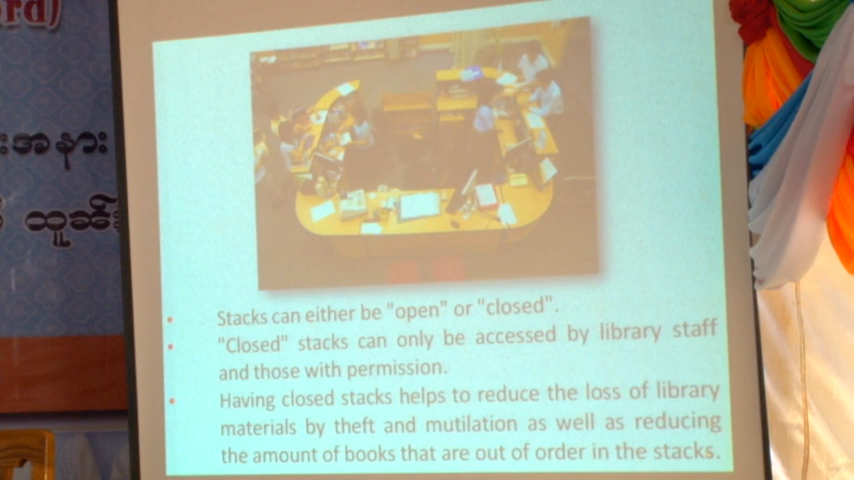 rd)
းအနား
Stacks can either be "open" or "closed".
"Closed" stacks can only be accessed by library staff
and those with permission.
Having closed stacks helps to reduce the loss of library
materials by theft and mutilation as well as reducing
the amount of books that are out of order in the stacks.